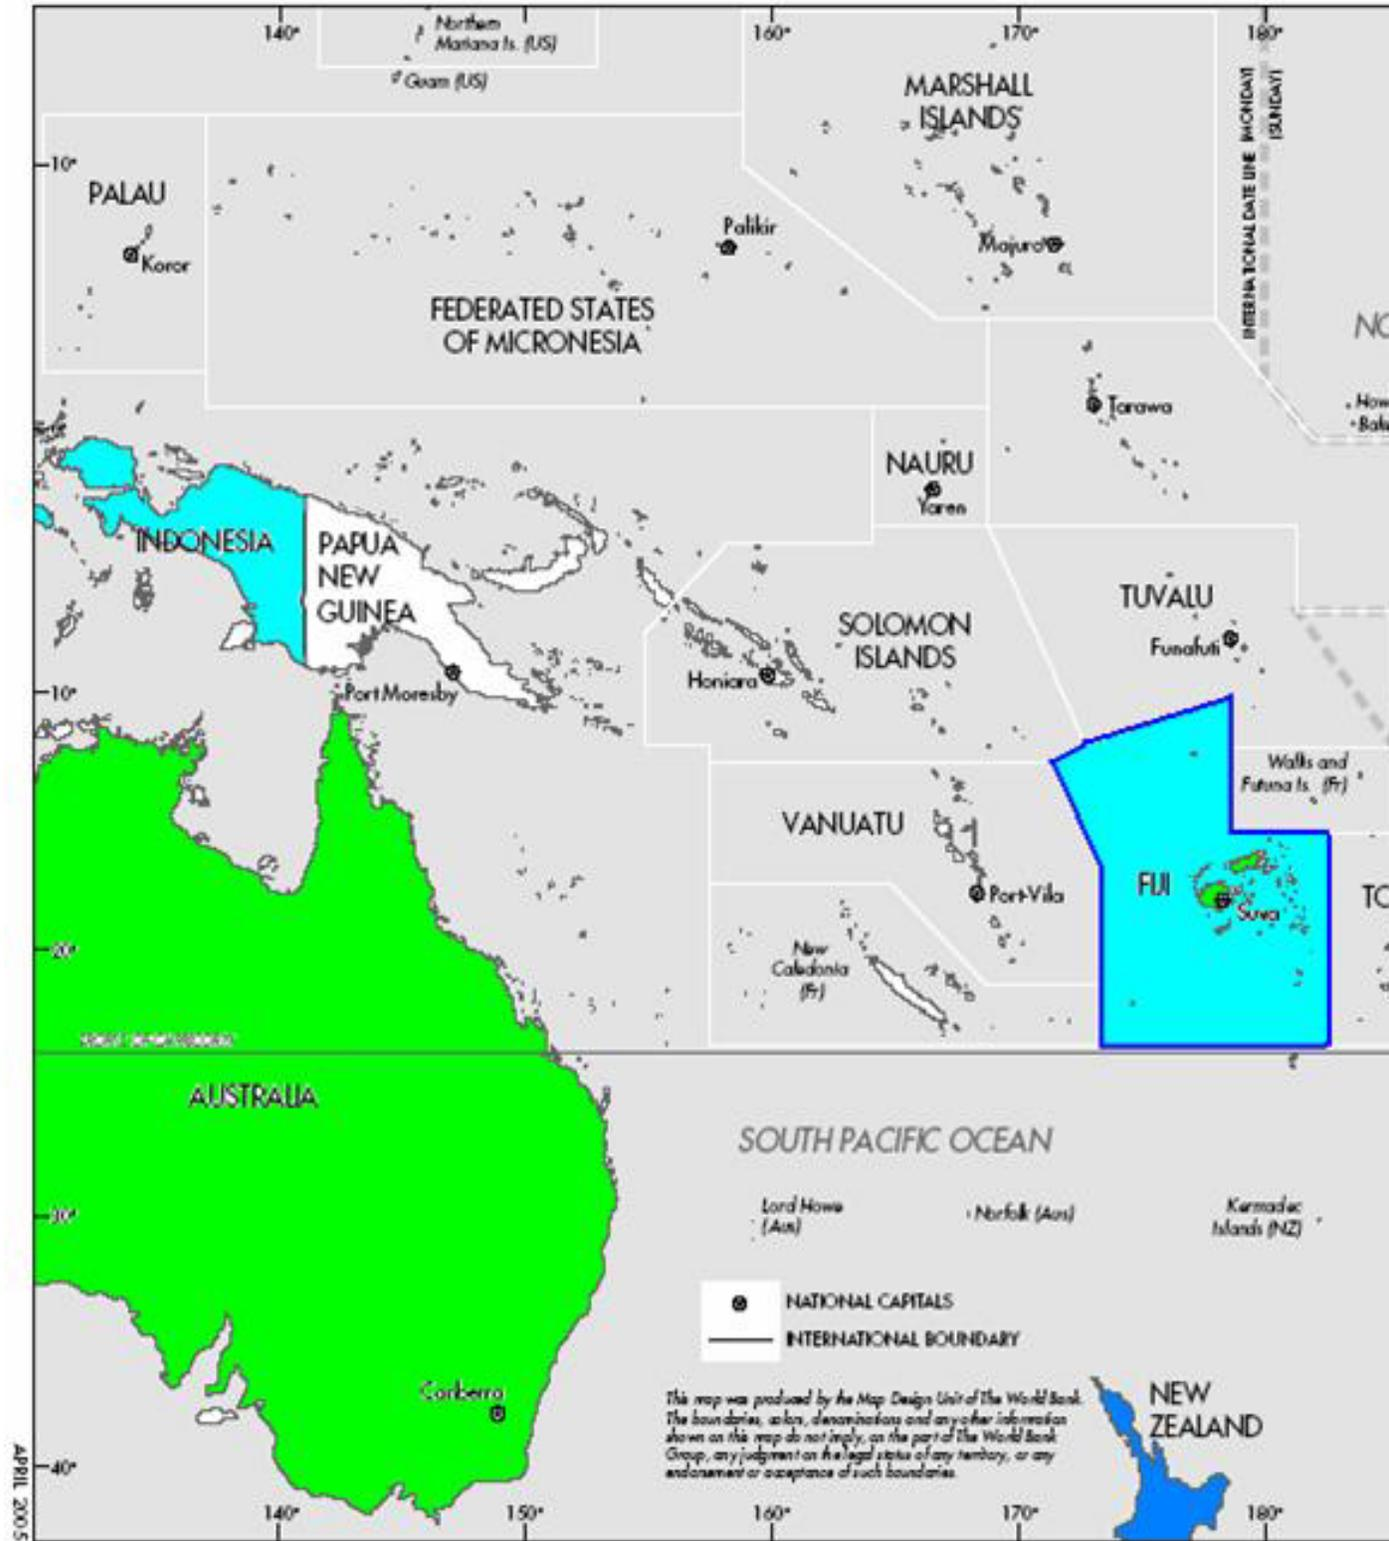 140°
160°
170°
180°
Northern
Mariana Is. (US)
Guam (US)
MARSHALL
ISLANDS
INTERNATIONAL DATE LINE (MONDAY)
(SUNDAY)
10°
PALAU
Koror
Palikir
Majuro
FEDERATED STATES
OF MICRONESIA
NO
Tarawa
How
Bak
NAURU
Yaren
INDONESIA
PAPUA
NEW
GUINEA
TUVALU
Funafuti
SOLOMON
ISLANDS
Honiara
Port Moresby
10°
Wallis and
Futuna Is. (Fr)
VANUATU
Port-Vila
FIJI
Suva
TO
20°
New
Caledonia
(Fr)
AUSTRALIA
SOUTH PACIFIC OCEAN
30°
Lord Howe
(Aus)
Norfolk (Aus)
Kermadec
Islands (NZ)
NATIONAL CAPITALS
INTERNATIONAL BOUNDARY
Canberra
This map was produced by the Map Design Unit of The World Bank.
The boundaries, colors, denominations and any other information
shown on this map do not imply, on the part of The World Bank
Group, any judgment on the legal status of any territory, or any
endorsement or acceptance of such boundaries.
NEW
ZEALAND
40°
APRIL 2005
140°
150°
160°
170°
180°